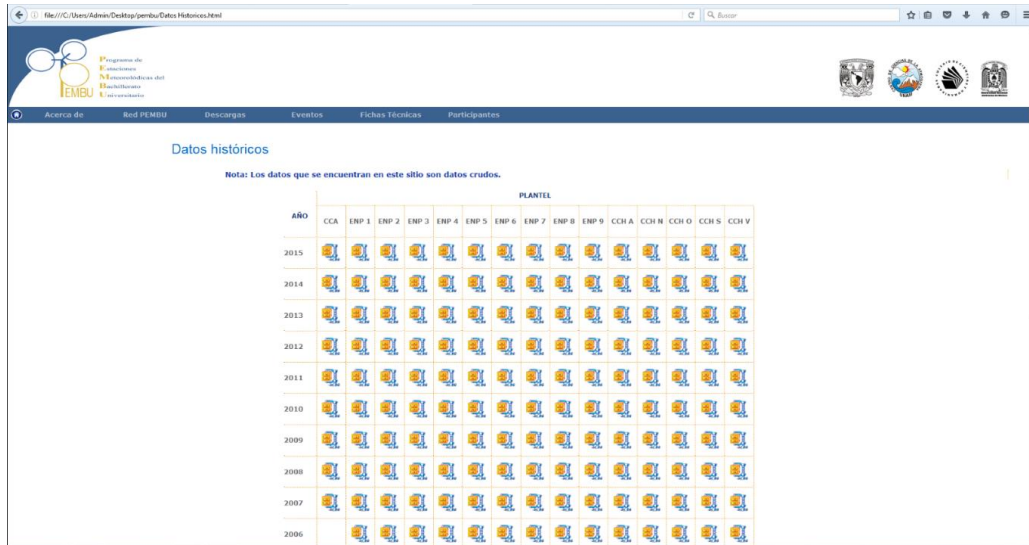 file:///C:/Users/Admin/Desktop/pembu/Datos Historicos.html
Buscar
Programa de
Estaciones
Meteorológicas del
Bachillerato
Universitario
PEMBU
Acerca de Red PEMBU Descargas Eventos Fichas Técnicas Participantes
Datos históricos
Nota: Los datos que se encuentran en este sitio son datos crudos.
PLANTEL
AÑO CCA ENP 1 ENP 2 ENP 3 ENP 4 ENP 5 ENP 6 ENP 7 ENP 8 ENP 9 CCH A CCH N CCH O CCH S CCH V
2015
2014
2013
2012
2011
2010
2009
2008
2007
2006